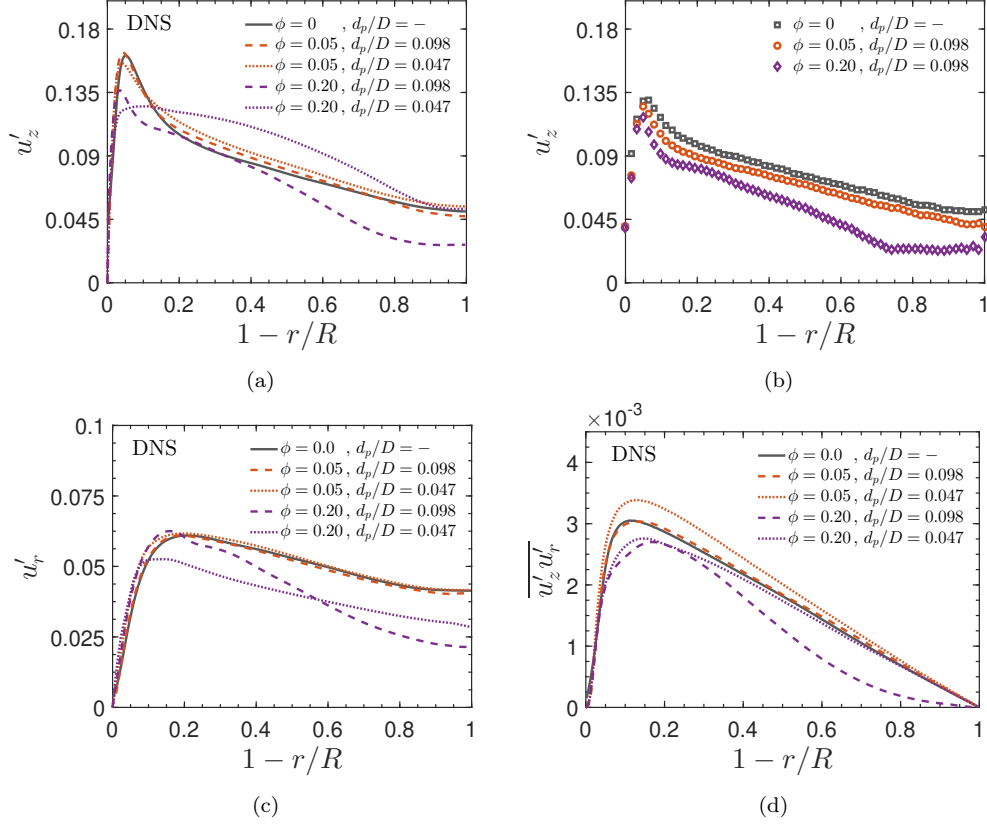 DNS
ϕ = 0 , d_p/D = −
ϕ = 0.05 , d_p/D = 0.098
ϕ = 0.05 , d_p/D = 0.047
ϕ = 0.20 , d_p/D = 0.098
ϕ = 0.20 , d_p/D = 0.047
0.18
0.135
0.09
0.045
0
u′_z
0 0.2 0.4 0.6 0.8 1
1 − r/R
(a)
ϕ = 0 , d_p/D = −
ϕ = 0.05 , d_p/D = 0.098
ϕ = 0.20 , d_p/D = 0.098
0.18
0.135
0.09
0.045
0
u′_z
0 0.2 0.4 0.6 0.8 1
1 − r/R
(b)
DNS
ϕ = 0.0 , d_p/D = −
ϕ = 0.05 , d_p/D = 0.098
ϕ = 0.05 , d_p/D = 0.047
ϕ = 0.20 , d_p/D = 0.098
ϕ = 0.20 , d_p/D = 0.047
0.1
0.075
0.05
0.025
0
u′_r
0 0.2 0.4 0.6 0.8 1
1 − r/R
(c)
×10^−3
DNS
ϕ = 0.0 , d_p/D = −
ϕ = 0.05 , d_p/D = 0.098
ϕ = 0.05 , d_p/D = 0.047
ϕ = 0.20 , d_p/D = 0.098
ϕ = 0.20 , d_p/D = 0.047
4
3
2
1
0
u′_z u′_r
0 0.2 0.4 0.6 0.8 1
1 − r/R
(d)